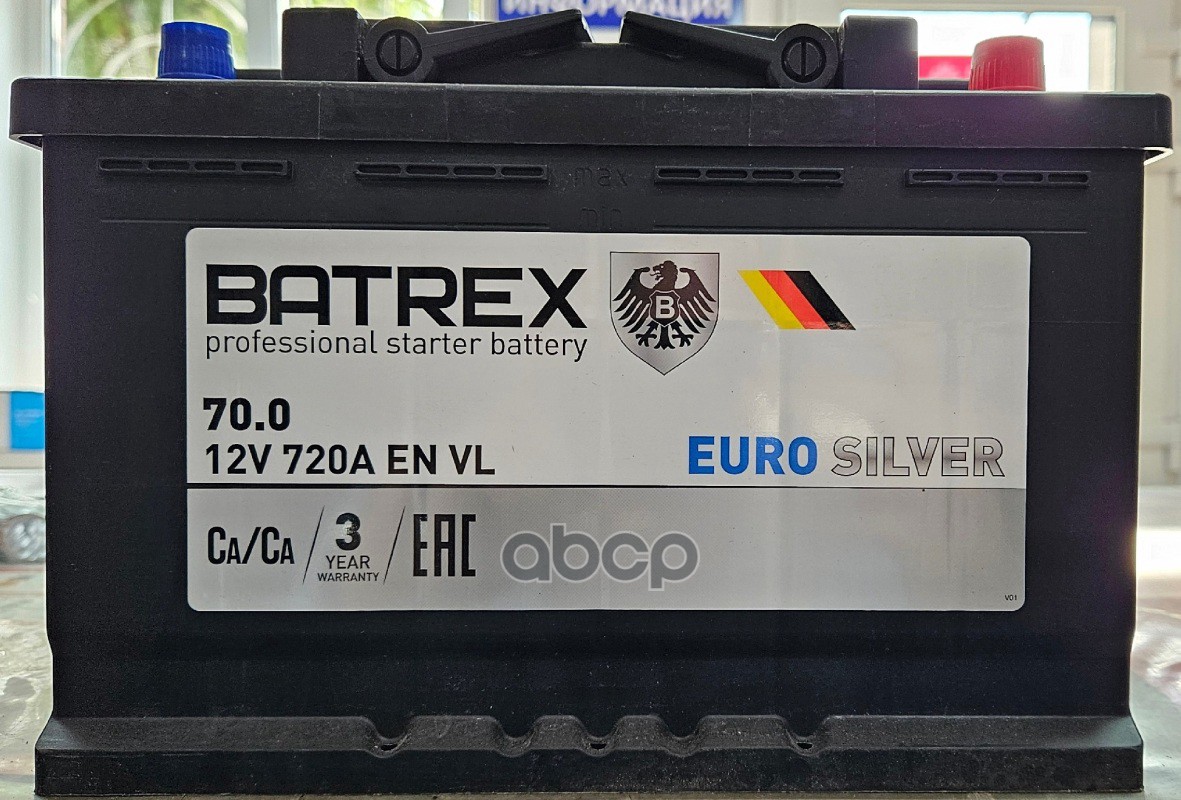 ИНФОРМАЦИЯ
max
min
BATREX
B
professional starter battery
70.0
12V 720A EN VL
EURO SILVER
CA/CA / 3 YEAR WARRANTY / EAC
abcp
V01